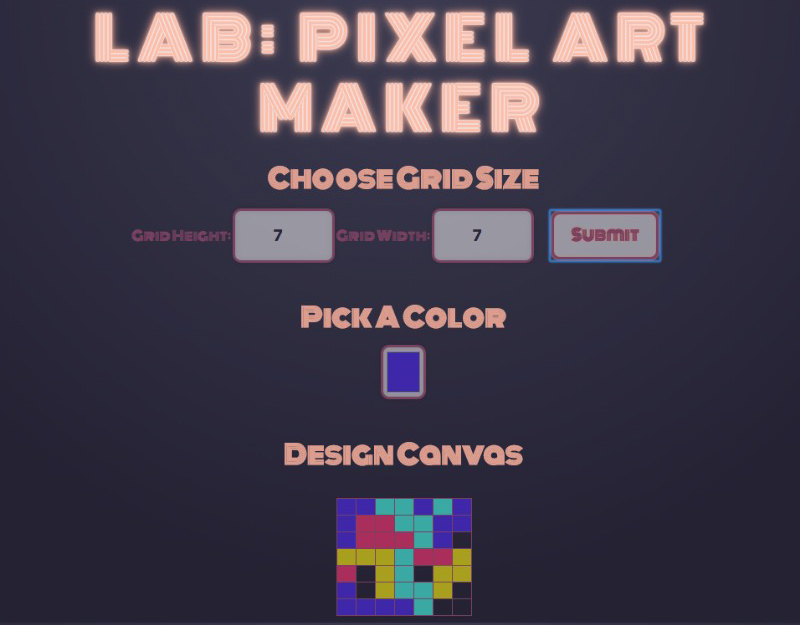 LAB: PIXEL ART
MAKER
CHOOSE GRID SIZE
GRID HEIGHT: 7 GRID WIDTH: 7 SUBMIT
PICK A COLOR
DESIGN CANVAS